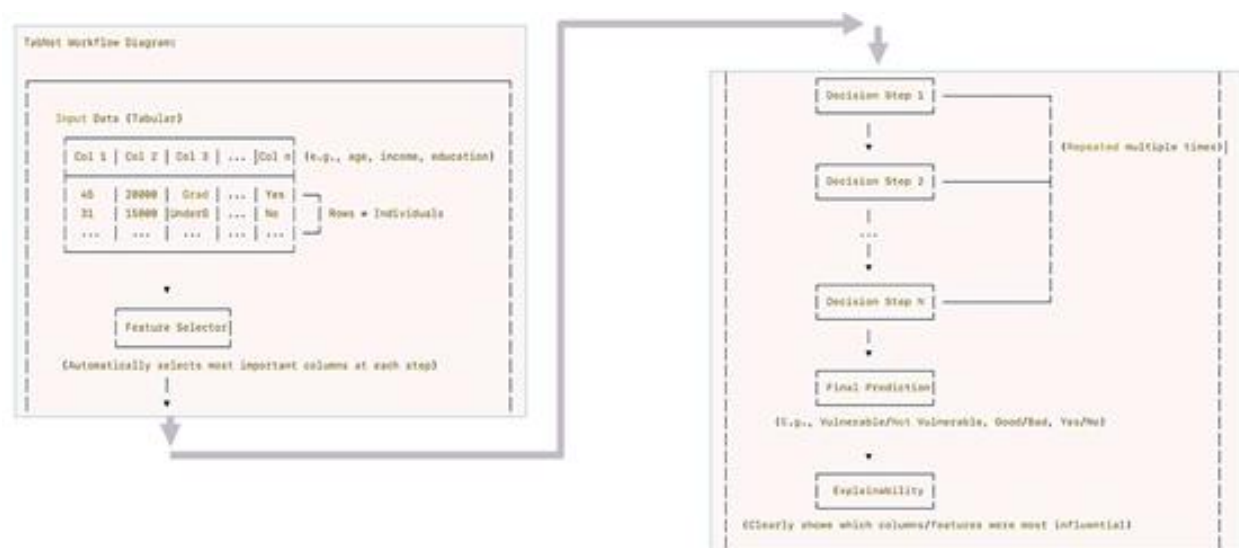 TabNet Workflow Diagram:
Input Data (Tabular)
Col 1 | Col 2 | Col 3 | ... |Col n| (e.g., age, income, education)
45 | 20000 | Grad | ... | Yes
31 | 15000 |UnderG | ... | No | Rows = Individuals
... | ... | ... | ... | ...
Feature Selector
(Automatically selects most important columns at each step)
Decision Step 1
(Repeated multiple times)
Decision Step 2
...
Decision Step N
Final Prediction
(E.g., Vulnerable/Not Vulnerable, Good/Bad, Yes/No)
Explainability
(Clearly shows which columns/features were most influential)